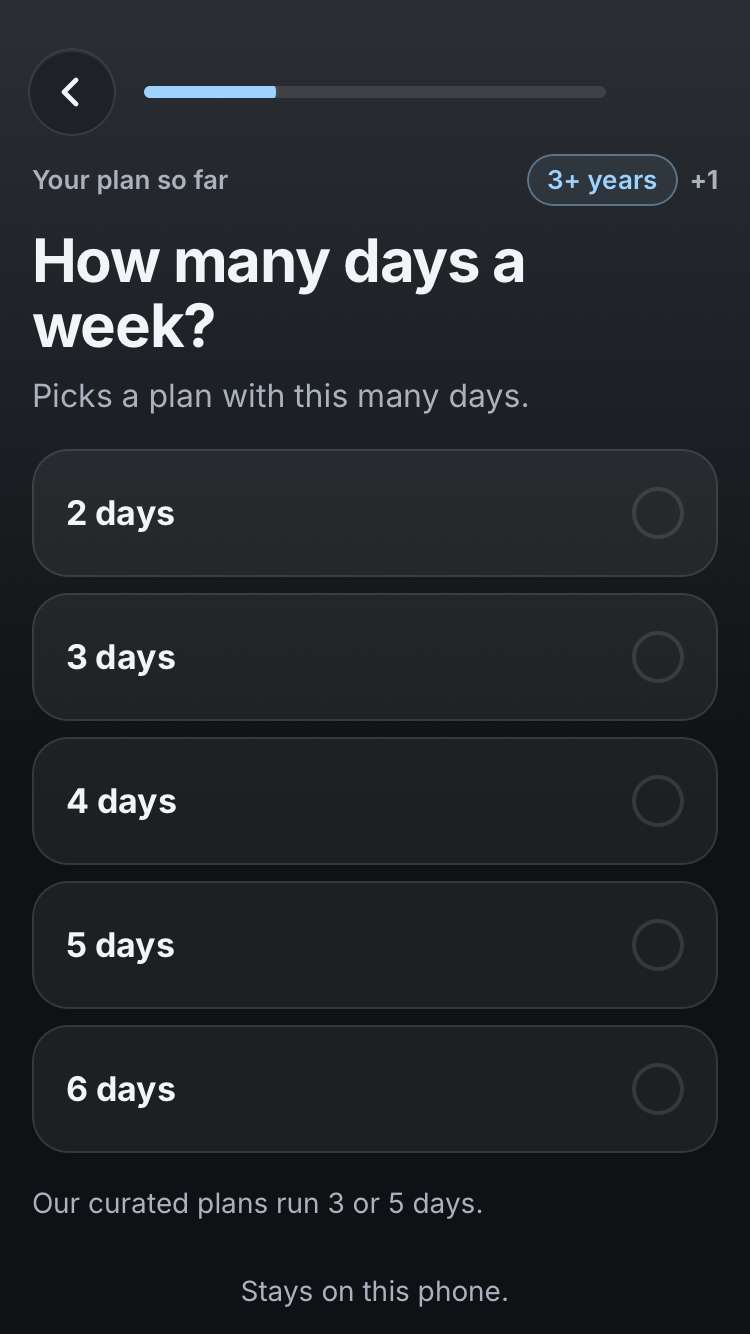 Your plan so far
3+ years
+1
How many days a
week?
Picks a plan with this many days.
2 days
3 days
4 days
5 days
6 days
Our curated plans run 3 or 5 days.
Stays on this phone.